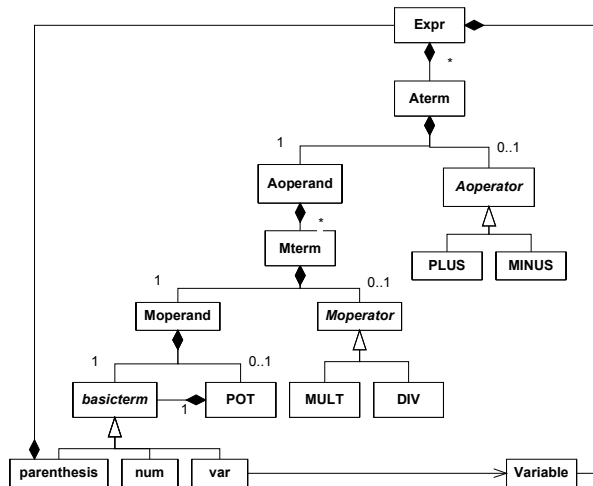 Expr
*
Aterm
1
0..1
Aoperand
Aoperator
*
Mterm
PLUS
MINUS
1
0..1
Moperand
Moperator
1
0..1
basicterm
1
POT
MULT
DIV
parenthesis
num
var
Variable